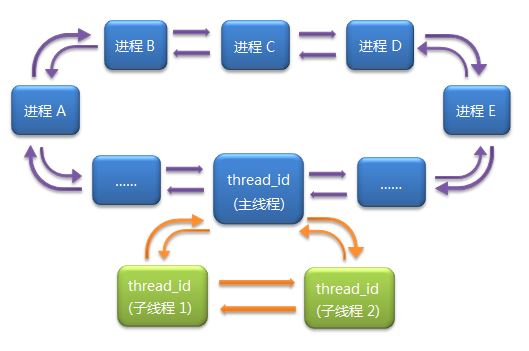 进程 B
进程 C
进程 D
进程 A
进程 E
......
thread_id
(主线程)
......
thread_id
(子线程 1)
thread_id
(子线程 2)